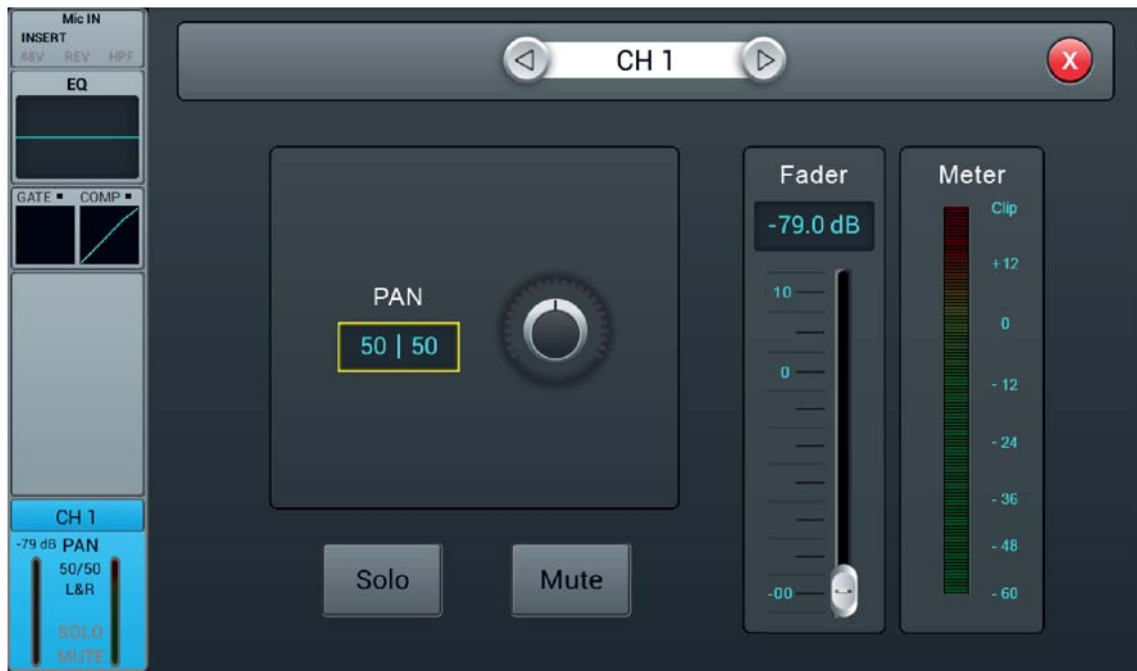 Mic IN
INSERT
48V REV HPF
EQ
GATE COMP
CH 1
-79 dB PAN
50/50
L&R
SOLO
MUTE
CH 1
X
PAN
50 | 50
Solo
Mute
Fader
-79.0 dB
10
0
-00
Meter
Clip
+12
0
- 12
- 24
- 36
- 48
- 60